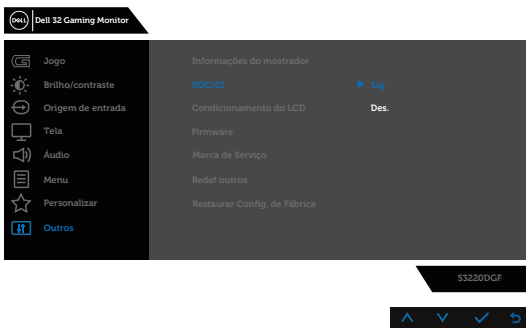 DELL Dell 32 Gaming Monitor
Jogo
Informações do mostrador
Brilho/contraste
DDC/CI
Lig.
Origem de entrada
Condicionamento do LCD
Des.
Tela
Firmware
Áudio
Marca de Serviço
Menu
Redef outros
Personalizar
Restaurar Config. de Fábrica
Outros
S3220DGF